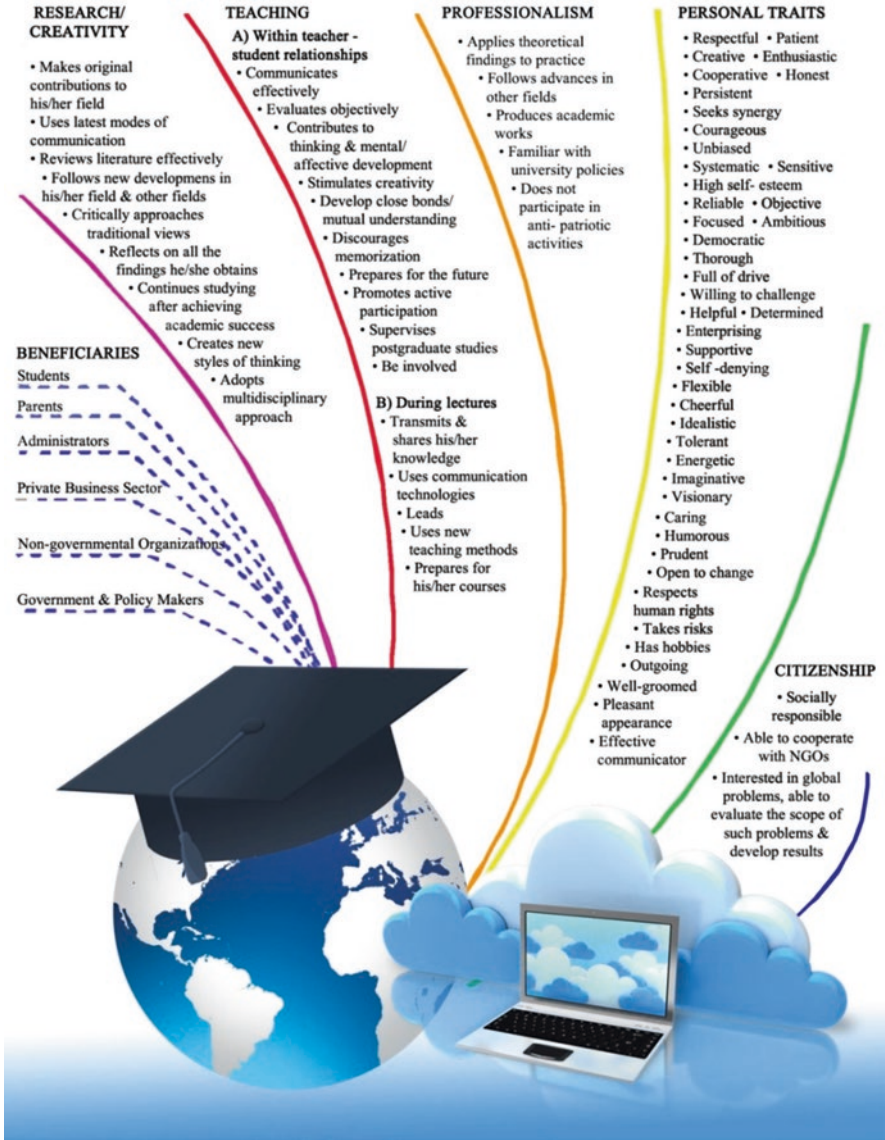 RESEARCH/
CREATIVITY
• Makes original
contributions to
his/her field
• Uses latest modes of
communication
• Reviews literature effectively
• Follows new developmens in
his/her field & other fields
• Critically approaches
traditional views
• Reflects on all the
findings he/she obtains
• Continues studying
after achieving
academic success
• Creates new
styles of thinking
• Adopts
multidisciplinary
approach
BENEFICIARIES
Students
Parents
Administrators
Private Business Sector
Non-governmental Organizations
Government & Policy Makers
TEACHING
A) Within teacher -
student relationships
• Communicates
effectively
• Evaluates objectively
• Contributes to
thinking & mental/
affective development
• Stimulates creativity
• Develop close bonds/
mutual understanding
• Discourages
memorization
• Prepares for the future
• Promotes active
participation
• Supervises
postgraduate studies
• Be involved
B) During lectures
• Transmits &
shares his/her
knowledge
• Uses communication
technologies
• Leads
• Uses new
teaching methods
• Prepares for
his/her courses
PROFESSIONALISM
• Applies theoretical
findings to practice
• Follows advances in
other fields
• Produces academic
works
• Familiar with
university policies
• Does not
participate in
anti- patriotic
activities
PERSONAL TRAITS
• Respectful • Patient
• Creative • Enthusiastic
• Cooperative • Honest
• Persistent
• Seeks synergy
• Courageous
• Unbiased
• Systematic • Sensitive
• High self- esteem
• Reliable • Objective
• Focused • Ambitious
• Democratic
• Thorough
• Full of drive
• Willing to challenge
• Helpful • Determined
• Enterprising
• Supportive
• Self -denying
• Flexible
• Cheerful
• Idealistic
• Tolerant
• Energetic
• Imaginative
• Visionary
• Caring
• Humorous
• Prudent
• Open to change
• Respects
human rights
• Takes risks
• Has hobbies
• Outgoing
• Well-groomed
• Pleasant
appearance
• Effective
communicator
CITIZENSHIP
• Socially
responsible
• Able to cooperate
with NGOs
• Interested in global
problems, able to
evaluate the scope of
such problems &
develop results